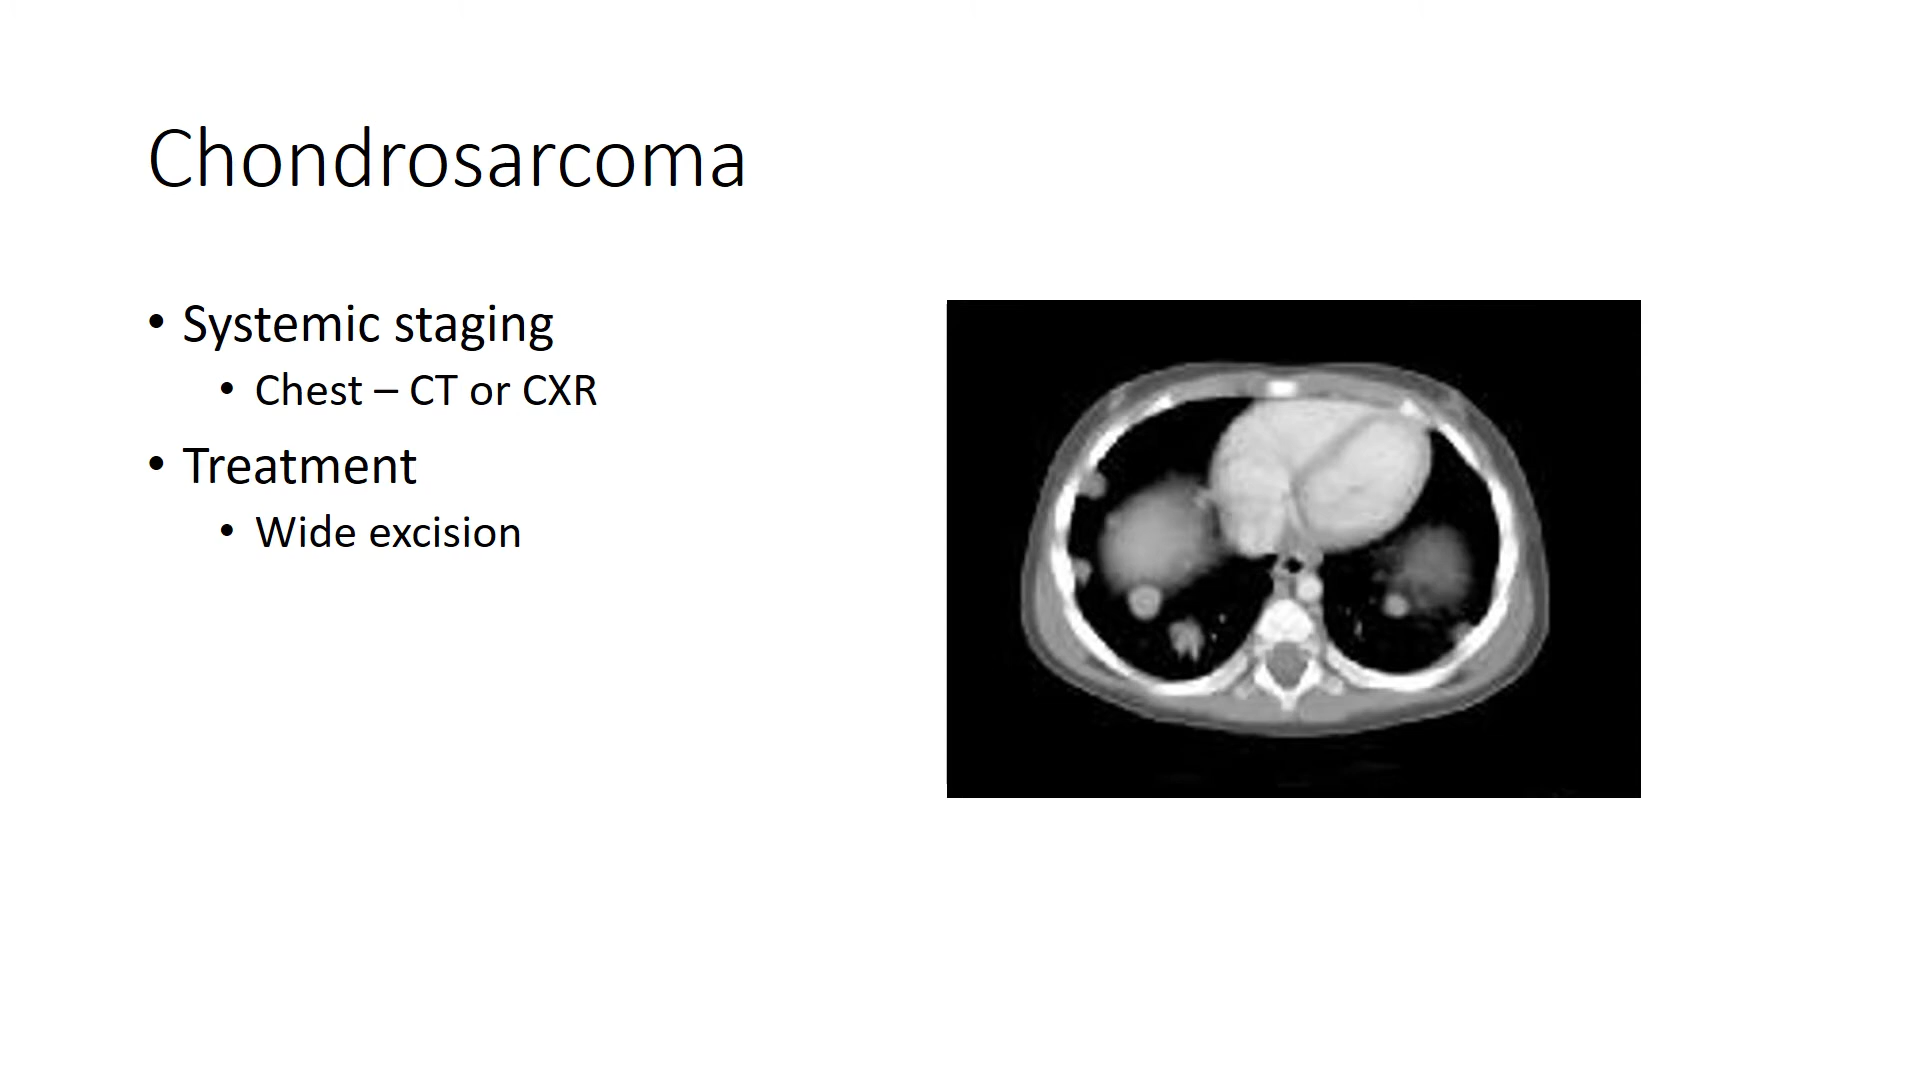 Chondrosarcoma
• Systemic staging
• Chest – CT or CXR
• Treatment
• Wide excision